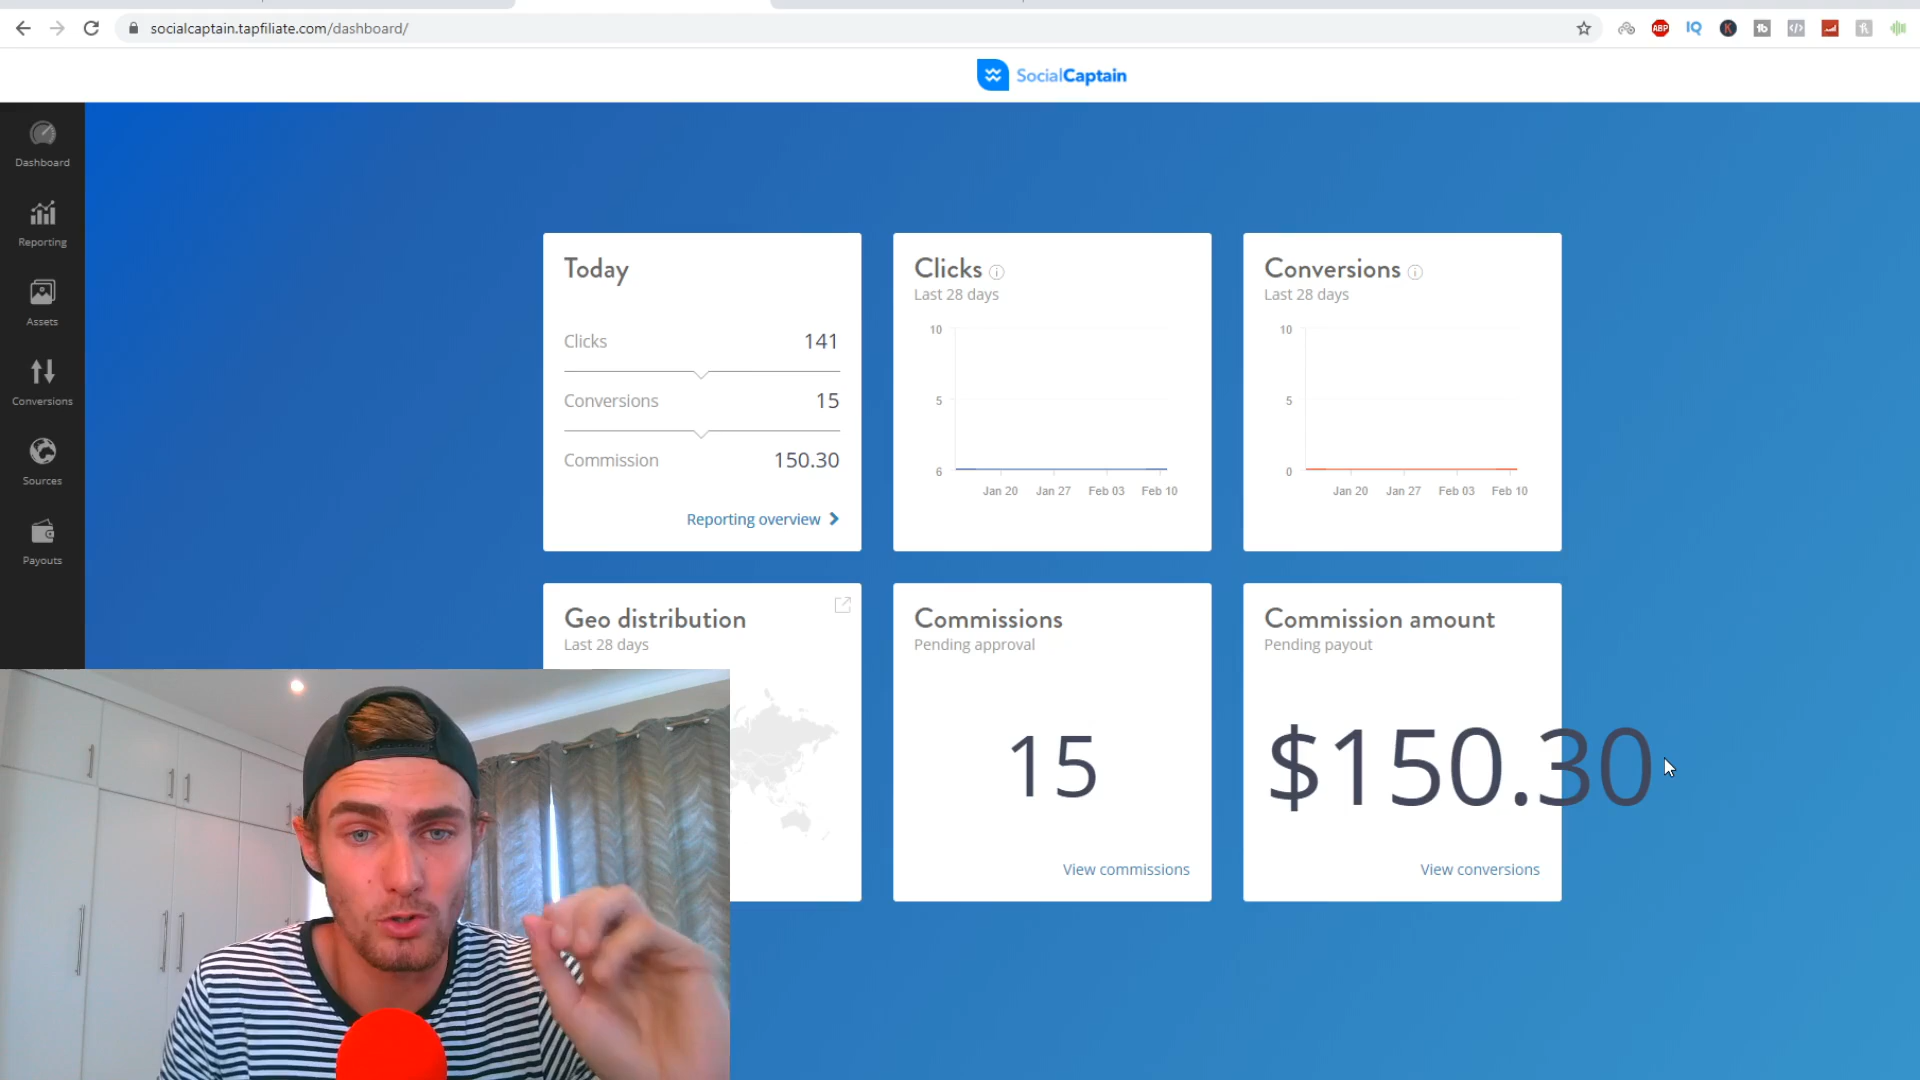 socialcaptain.tapfiliate.com/dashboard/
ABP
IQ
K
tb
SocialCaptain
Dashboard
Reporting
Assets
Conversions
Sources
Payouts
Today
Clicks 141
Conversions 15
Commission 150.30
Reporting overview
Clicks
Last 28 days
10
5
6
Jan 20 Jan 27 Feb 03 Feb 10
Conversions
Last 28 days
10
5
0
Jan 20 Jan 27 Feb 03 Feb 10
Geo distribution
Last 28 days
Commissions
Pending approval
15
View commissions
Commission amount
Pending payout
$150.30
View conversions